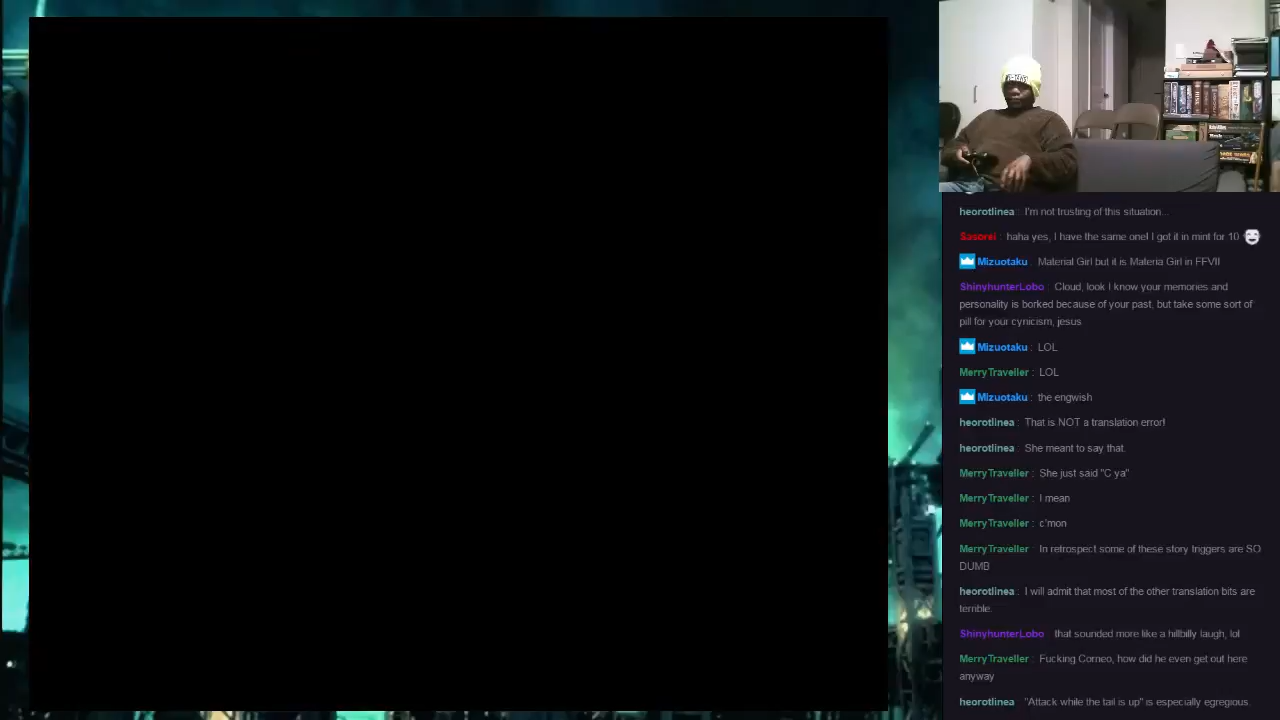 heorotlinea : I'm not trusting of this situation...
Sasorei : haha yes, I have the same one! I got it in mint for 10
Mizuotaku : Material Girl but it is Materia Girl in FFVII
ShinyhunterLobo : Cloud, look I know your memories and
personality is borked because of your past, but take some sort of
pill for your cynicism, jesus
Mizuotaku : LOL
MerryTraveller : LOL
Mizuotaku : the engwish
heorotlinea : That is NOT a translation error!
heorotlinea : She meant to say that.
MerryTraveller : She just said "C ya"
MerryTraveller : I mean
MerryTraveller : c'mon
MerryTraveller : In retrospect some of these story triggers are SO
DUMB
heorotlinea : I will admit that most of the other translation bits are
terrible.
ShinyhunterLobo : that sounded more like a hillbilly laugh, lol
MerryTraveller : Fucking Corneo, how did he even get out here
anyway
heorotlinea : "Attack while the tail is up" is especially egregious.